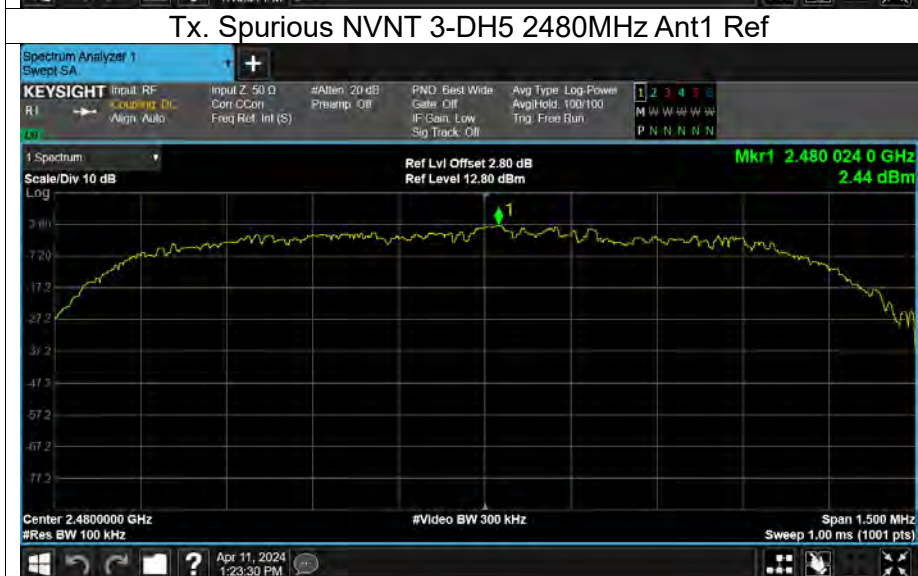 Tx. Spurious NVNT 3-DH5 2480MHz Ant1 Ref
Spectrum Analyzer 1
Swept SA
+
KEYSIGHT Input: RF
R L
Coupling: DC
Align: Auto
Input Z: 50 Ω
Corr CCorr
Freq Ref: Int (S)
#Atten: 20 dB
Preamp: Off
PNO: Best Wide
Gate: Off
IF Gain: Low
Sig Track: Off
Avg Type: Log-Power
Avg|Hold: 100/100
Trig: Free Run
1 2 3 4 5 6
M W W W W W
P N N N N N
1 Spectrum
Scale/Div 10 dB
Log
Ref Lvl Offset 2.80 dB
Ref Level 12.80 dBm
Mkr1 2.480 024 0 GHz
2.44 dBm
1
2.80
-7.20
-17.2
-27.2
-37.2
-47.2
-57.2
-67.2
-77.2
Center 2.4800000 GHz
#Res BW 100 kHz
#Video BW 300 kHz
Span 1.500 MHz
Sweep 1.00 ms (1001 pts)
?
Apr 11, 2024
1:23:30 PM